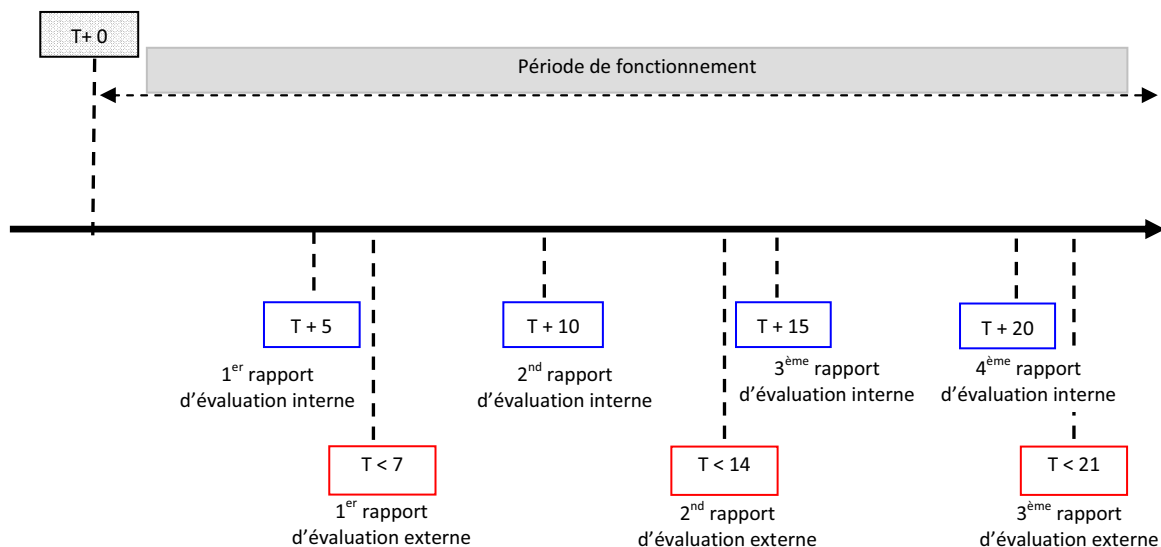 T+ 0
Période de fonctionnement
T + 5
T + 10
T + 15
T + 20
1er rapport
d’évaluation interne
2nd rapport
d’évaluation interne
3ème rapport
d’évaluation interne
4ème rapport
d’évaluation interne
T < 7
T < 14
T < 21
1er rapport
d’évaluation externe
2nd rapport
d’évaluation externe
3ème rapport
d’évaluation externe